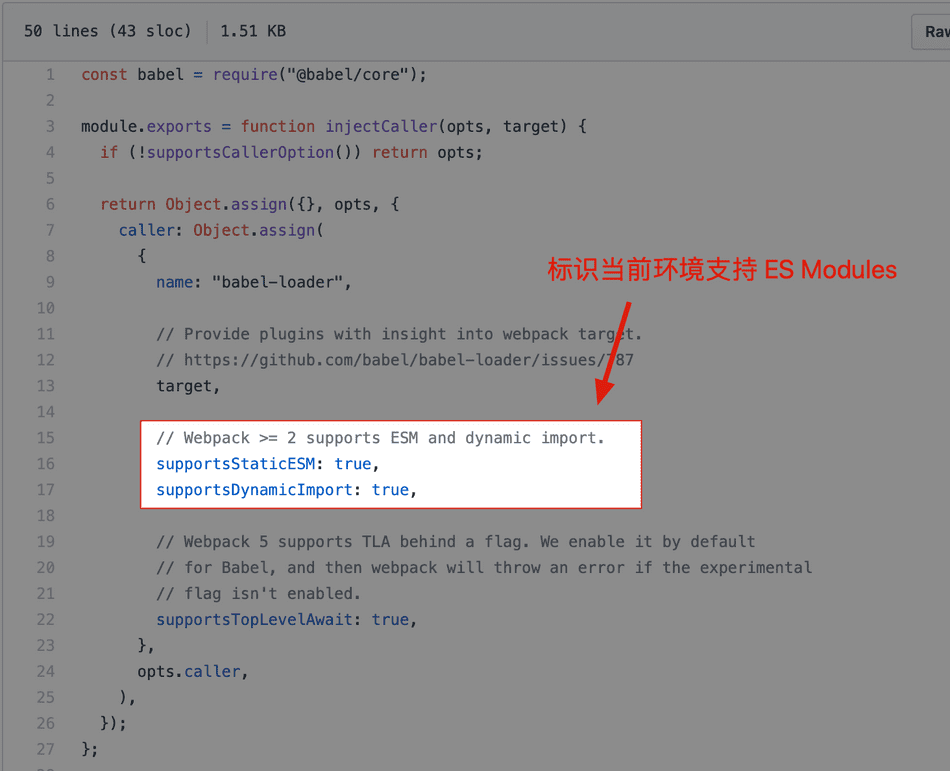 50 lines (43 sloc) 1.51 KB
1 const babel = require("@babel/core");
2
3 module.exports = function injectCaller(opts, target) {
4 if (!supportsCallerOption()) return opts;
5
6 return Object.assign({}, opts, {
7 caller: Object.assign(
8 {
9 name: "babel-loader",
标识当前环境支持 ES Modules
10
11 // Provide plugins with insight into webpack target.
12 // https://github.com/babel/babel-loader/issues/787
13 target,
14
15 // Webpack >= 2 supports ESM and dynamic import.
16 supportsStaticESM: true,
17 supportsDynamicImport: true,
18
19 // Webpack 5 supports TLA behind a flag. We enable it by default
20 // for Babel, and then webpack will throw an error if the experimental
21 // flag isn't enabled.
22 supportsTopLevelAwait: true,
23 },
24 opts.caller,
25 ),
26 });
27 };